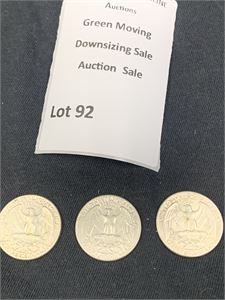 Auctions
Green Moving
Downsizing Sale
Auction Sale
Lot 92